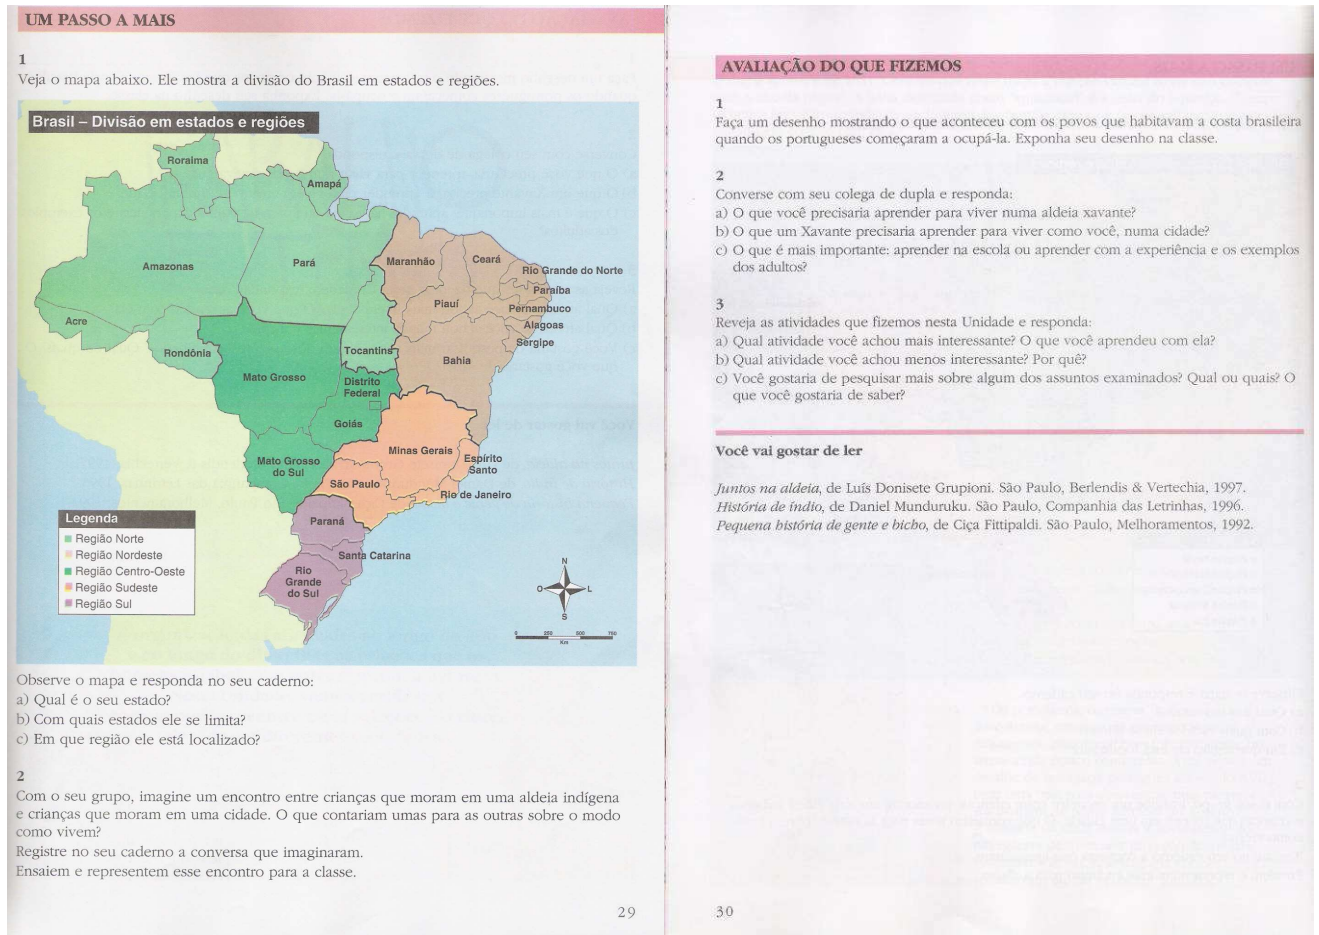 UM PASSO A MAIS
1
Veja o mapa abaixo. Ele mostra a divisão do Brasil em estados e regiões.
Brasil – Divisão em estados e regiões
Roraima
Amapá
Amazonas
Pará
Maranhão
Ceará
Rio Grande do Norte
Paraíba
Piauí
Pernambuco
Acre
Alagoas
Sergipe
Rondônia
Tocantins
Bahia
Mato Grosso
Distrito
Federal
Goiás
Minas Gerais
Espírito
Santo
Mato Grosso
do Sul
São Paulo
Rio de Janeiro
Paraná
Santa Catarina
Rio
Grande
do Sul
Legenda
Região Norte
Região Nordeste
Região Centro-Oeste
Região Sudeste
Região Sul
N
O
L
S
0 250 500 750
Km
Observe o mapa e responda no seu caderno:
a) Qual é o seu estado?
b) Com quais estados ele se limita?
c) Em que região ele está localizado?
2
Com o seu grupo, imagine um encontro entre crianças que moram em uma aldeia indígena
e crianças que moram em uma cidade. O que contariam umas para as outras sobre o modo
como vivem?
Registre no seu caderno a conversa que imaginaram.
Ensaiem e representem esse encontro para a classe.
29
AVALIAÇÃO DO QUE FIZEMOS
1
Faça um desenho mostrando o que aconteceu com os povos que habitavam a costa brasileira
quando os portugueses começaram a ocupá-la. Exponha seu desenho na classe.
2
Converse com seu colega de dupla e responda:
a) O que você precisaria aprender para viver numa aldeia xavante?
b) O que um Xavante precisaria aprender para viver como você, numa cidade?
c) O que é mais importante: aprender na escola ou aprender com a experiência e os exemplos
dos adultos?
3
Reveja as atividades que fizemos nesta Unidade e responda:
a) Qual atividade você achou mais interessante? O que você aprendeu com ela?
b) Qual atividade você achou menos interessante? Por quê?
c) Você gostaria de pesquisar mais sobre algum dos assuntos examinados? Qual ou quais? O
que você gostaria de saber?
Você vai gostar de ler
Juntos na aldeia, de Luís Donisete Grupioni. São Paulo, Berlendis & Vertechia, 1997.
História de índio, de Daniel Munduruku. São Paulo, Companhia das Letrinhas, 1996.
Pequena história de gente e bicho, de Ciça Fittipaldi. São Paulo, Melhoramentos, 1992.
30